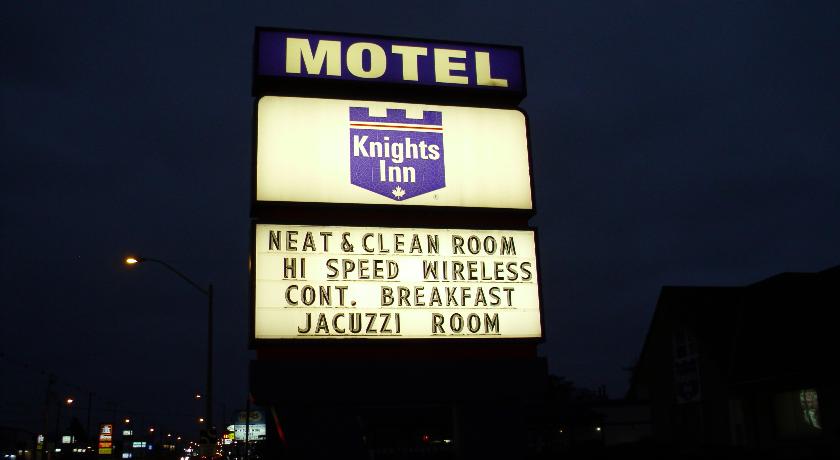 MOTEL
Knights
Inn
NEAT & CLEAN ROOM
HI SPEED WIRELESS
CONT. BREAKFAST
JACUZZI ROOM